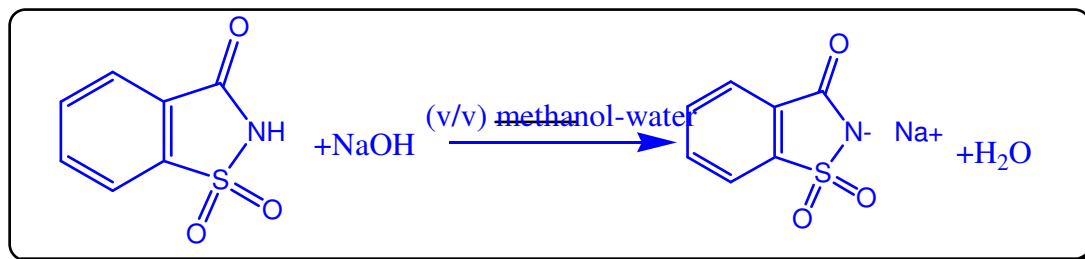 O
NH
S
O
O
+NaOH
(v/v) methanol-water
O
N- Na+
S
O
O
+H₂O